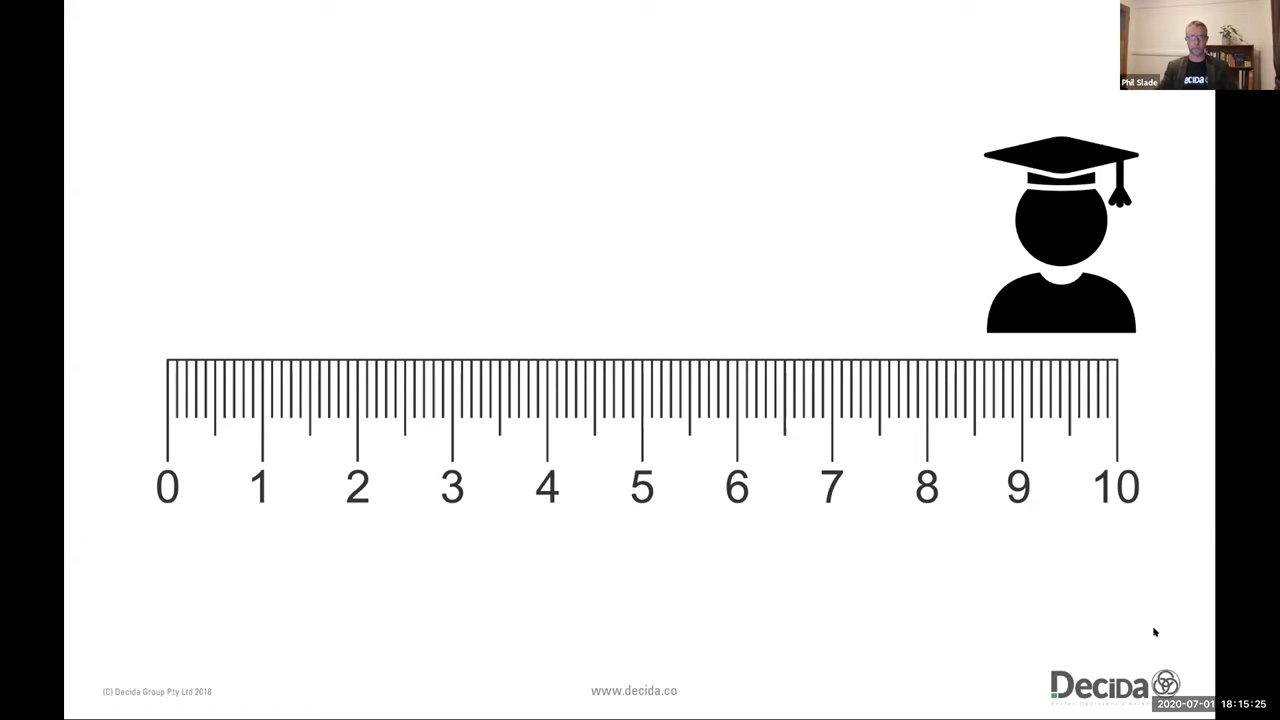 Phil Slade
ECIDA
0 1 2 3 4 5 6 7 8 9 10
(C) Decida Group Pty Ltd 2018
www.decida.co
Decida
2020-07-01 18:15:25